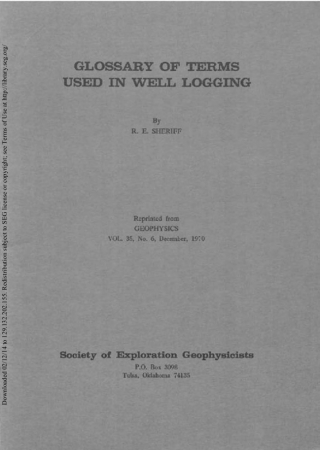 GLOSSARY OF TERMS
USED IN WELL LOGGING
By
R. E. SHERIFF
Reprinted from
GEOPHYSICS
VOL. 35, No. 6, December, 1970
Society of Exploration Geophysicists
P.O. Box 3098
Tulsa, Oklahoma 74135
Downloaded 02/12/14 to 129.132.202.155. Redistribution subject to SEG license or copyright; see Terms of Use at http://library.seg.org/